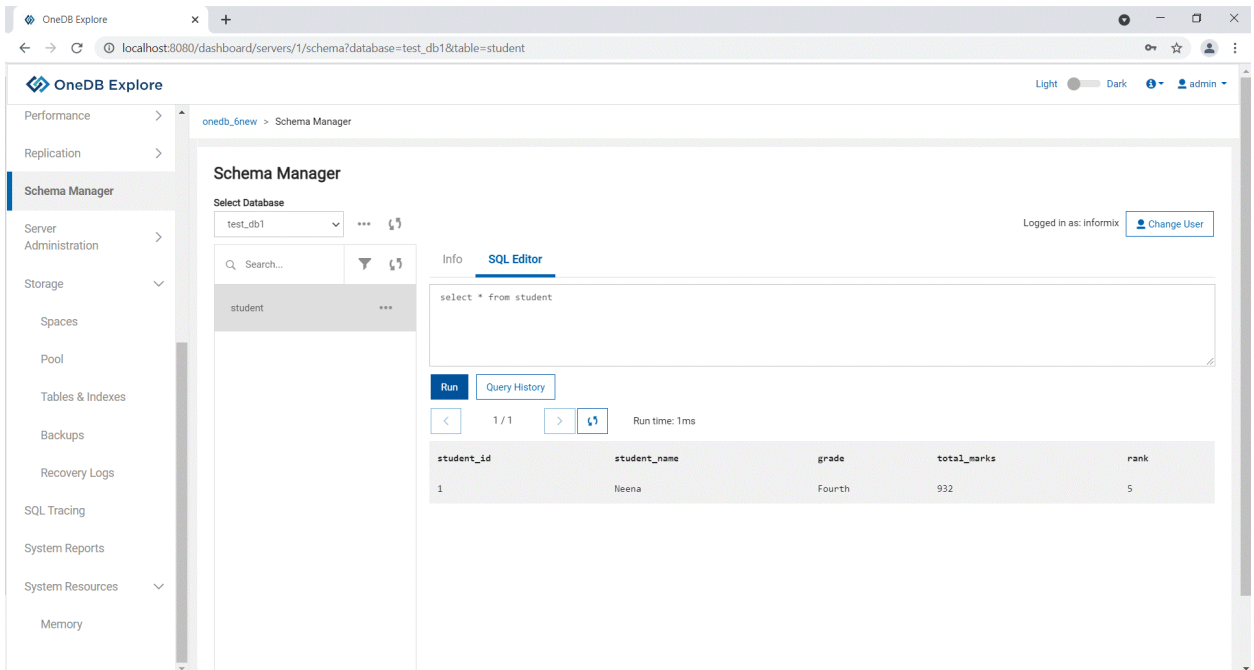 OneDB Explore
localhost:8080/dashboard/servers/1/schema?database=test_db1&table=student
OneDB Explore
Light Dark admin
Performance
Replication
Schema Manager
Server
Administration
Storage
Spaces
Pool
Tables & Indexes
Backups
Recovery Logs
SQL Tracing
System Reports
System Resources
Memory
onedb_6new > Schema Manager
Schema Manager
Select Database
test_db1
Logged in as: informix Change User
Search...
student
Info SQL Editor
select * from student
Run Query History
1 / 1 Run time: 1ms
student_id student_name grade total_marks rank
1 Neena Fourth 932 5